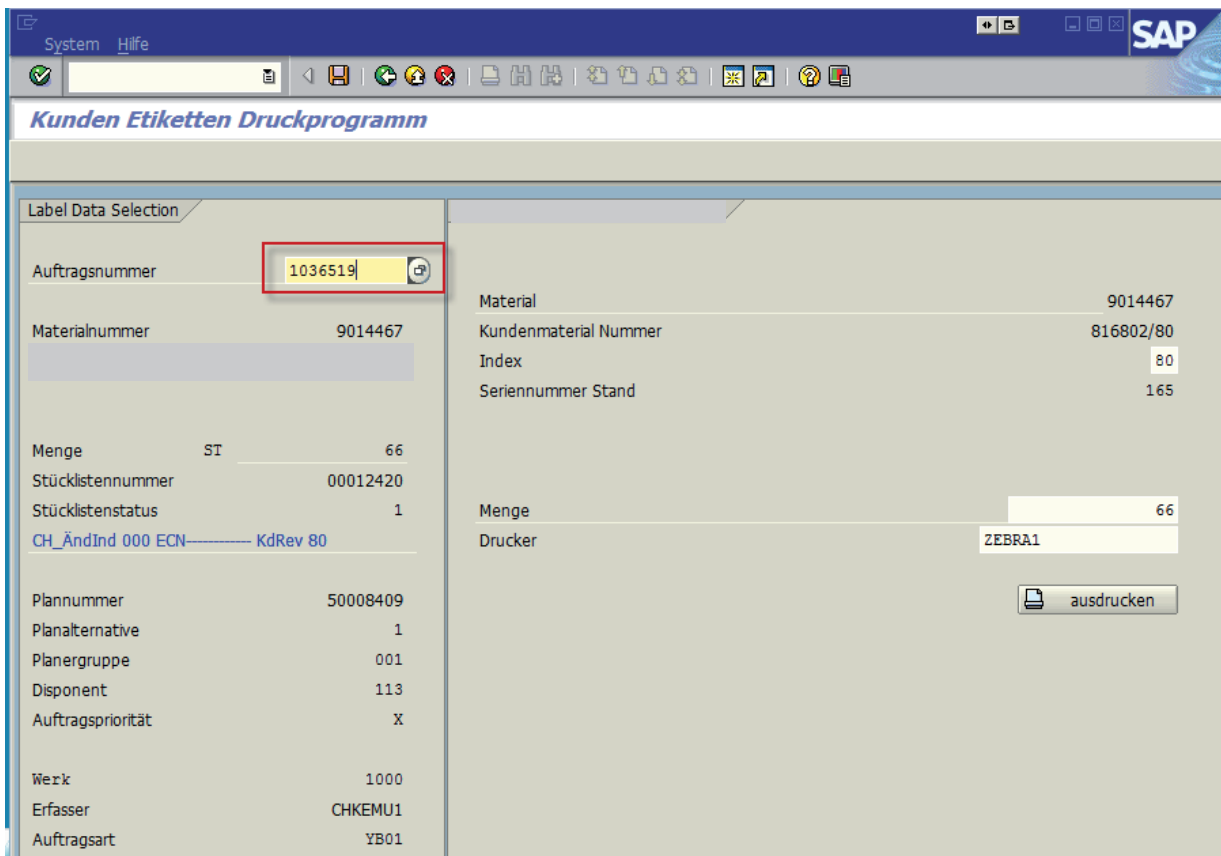 System Hilfe
SAP
Kunden Etiketten Druckprogramm
Label Data Selection
Auftragsnummer 1036519
Materialnummer 9014467
Menge ST 66
Stücklistennummer 00012420
Stücklistenstatus 1
CH_ÄndInd 000 ECN------------ KdRev 80
Plannummer 50008409
Planalternative 1
Planergruppe 001
Disponent 113
Auftragspriorität X
Werk 1000
Erfasser CHKEMU1
Auftragsart YB01
Material 9014467
Kundenmaterial Nummer 816802/80
Index 80
Seriennummer Stand 165
Menge 66
Drucker ZEBRA1
ausdrucken